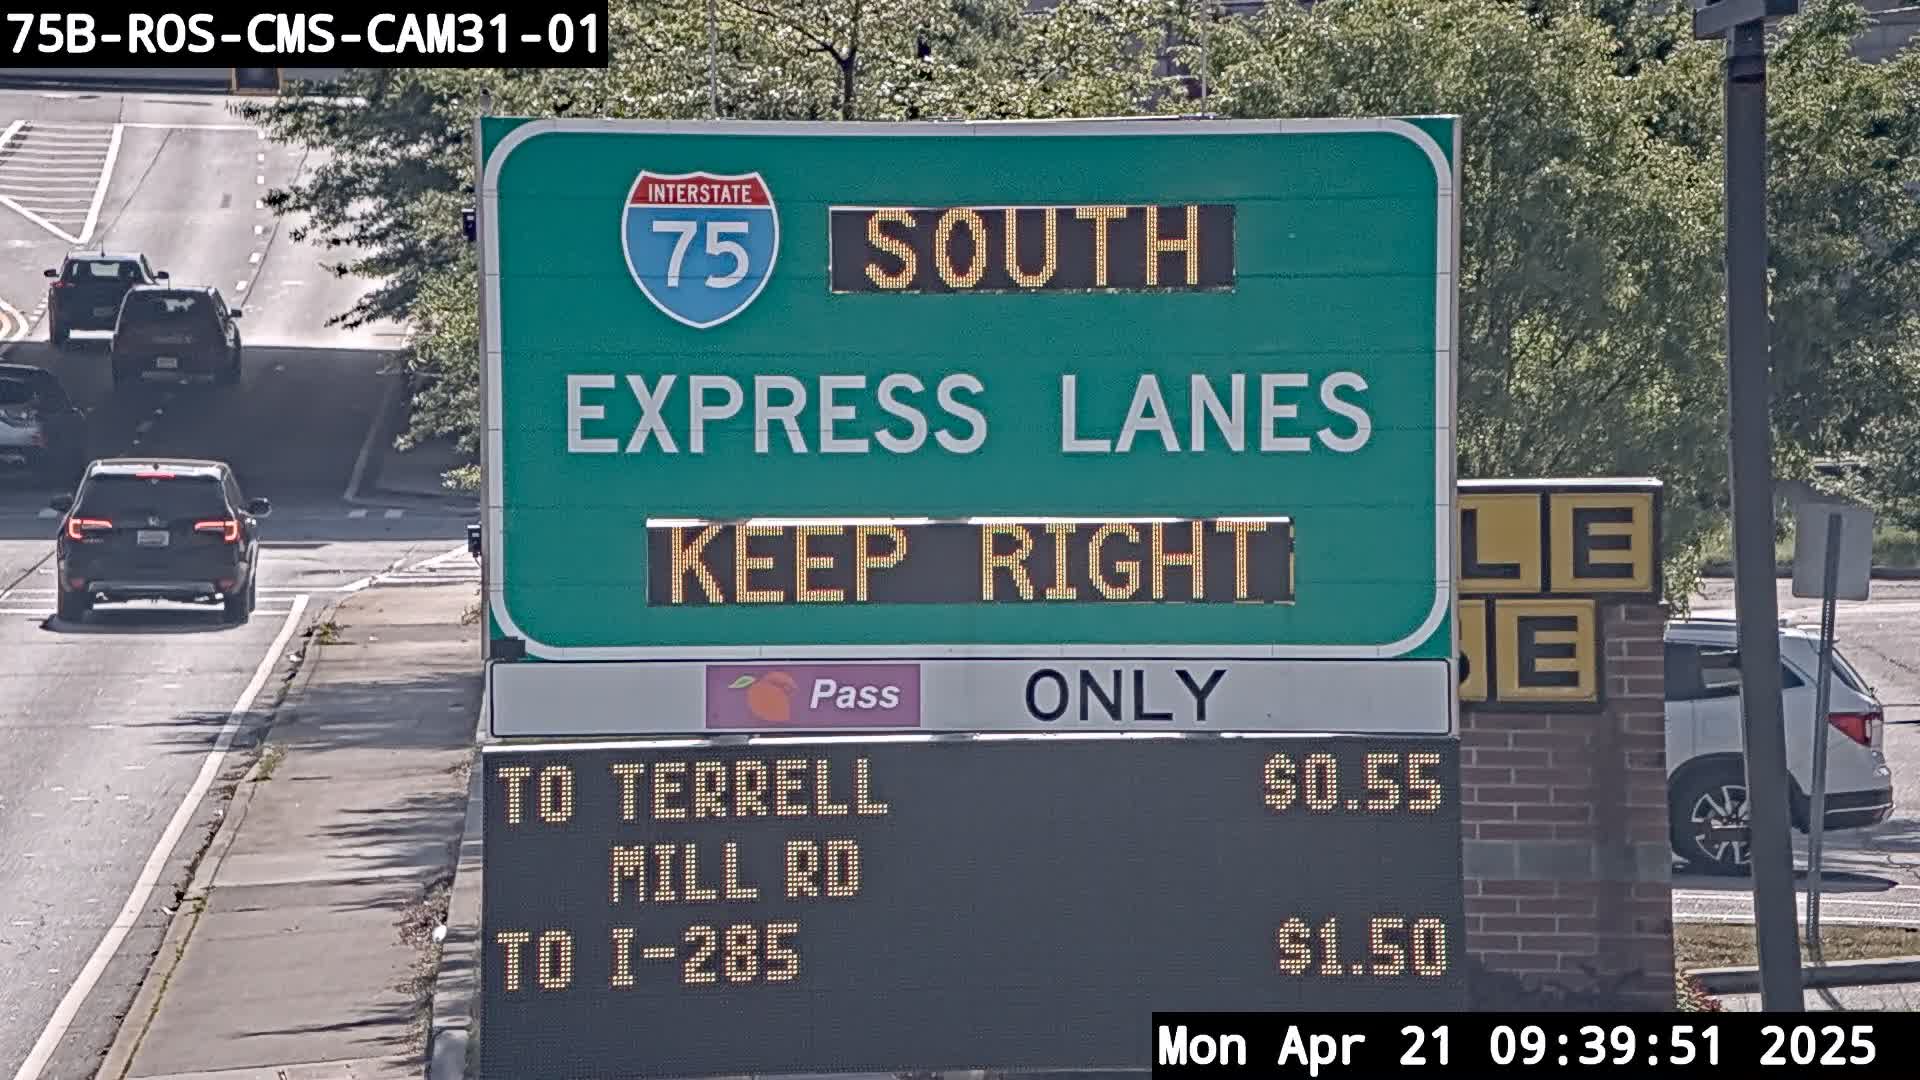 75B-ROS-CMS-CAM31-01
INTERSTATE
75
SOUTH
EXPRESS LANES
KEEP RIGHT
Pass ONLY
TO TERRELL $0.55
MILL RD
TO I-285 $1.50
LE
E
Mon Apr 21 09:39:51 2025